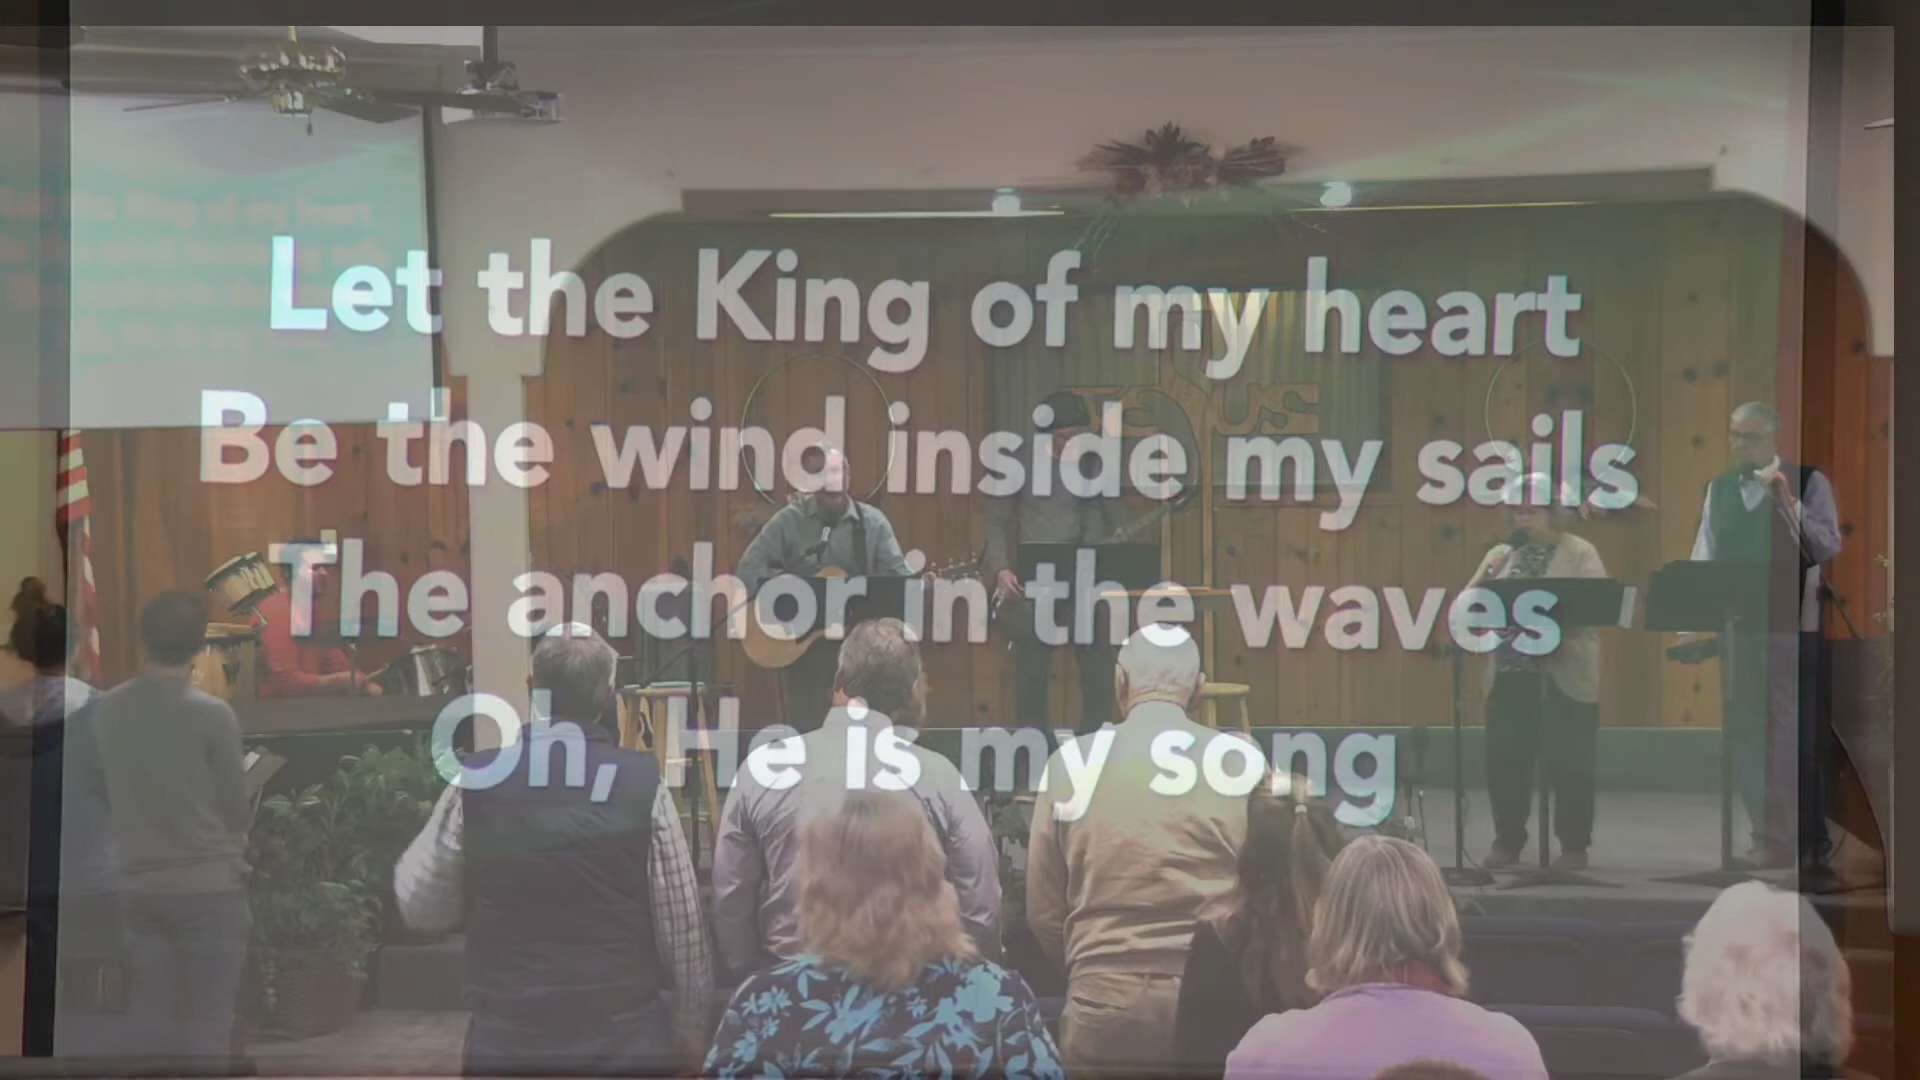 Let the King of my heart
Be the wind inside my sails
The anchor in the waves
Oh, He is my song
JESUS